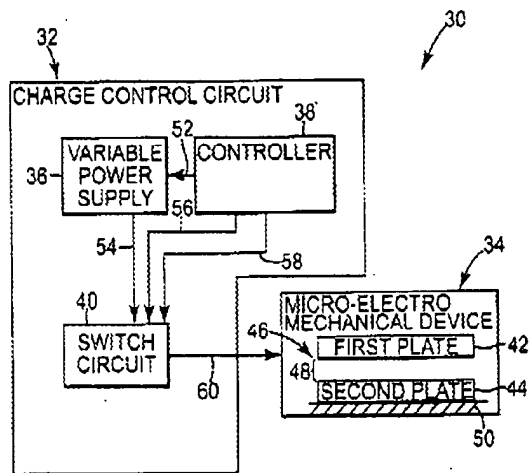 32
30
CHARGE CONTROL CIRCUIT
38
VARIABLE
POWER
SUPPLY
52
CONTROLLER
36
56
54
58
34
40
SWITCH
CIRCUIT
60
MICRO-ELECTRO
MECHANICAL DEVICE
46
FIRST PLATE
42
48
SECOND PLATE
44
50